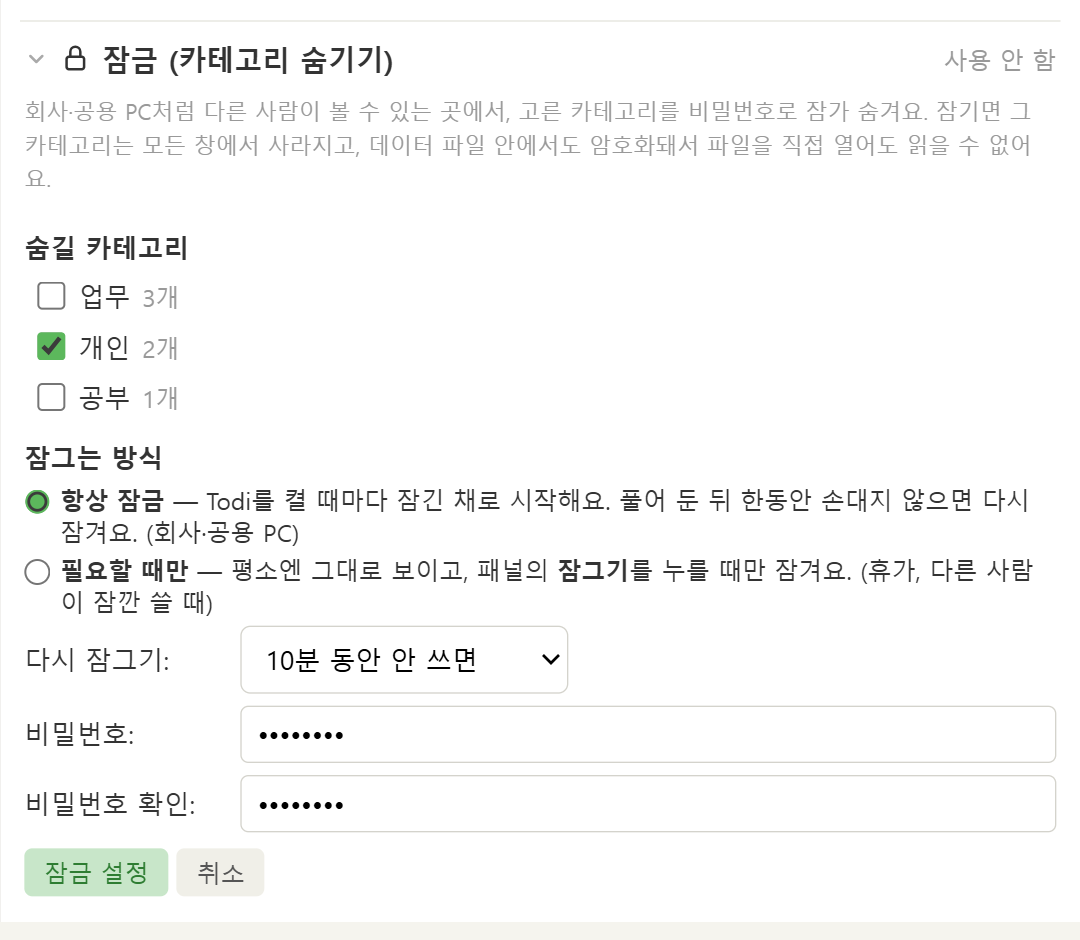 잠금 (카테고리 숨기기)
사용 안 함
회사·공용 PC처럼 다른 사람이 볼 수 있는 곳에서, 고른 카테고리를 비밀번호로 잠가 숨겨요. 잠기면 그
카테고리는 모든 창에서 사라지고, 데이터 파일 안에서도 암호화돼서 파일을 직접 열어도 읽을 수 없어
요.
숨길 카테고리
업무 3개
개인 2개
공부 1개
잠그는 방식
항상 잠금 — Todi를 켤 때마다 잠긴 채로 시작해요. 풀어 둔 뒤 한동안 손대지 않으면 다시
잠겨요. (회사·공용 PC)
필요할 때만 — 평소엔 그대로 보이고, 패널의 잠그기를 누를 때만 잠겨요. (휴가, 다른 사람
이 잠깐 쓸 때)
다시 잠그기: 10분 동안 안 쓰면
비밀번호: ••••••••
비밀번호 확인: ••••••••
잠금 설정 취소